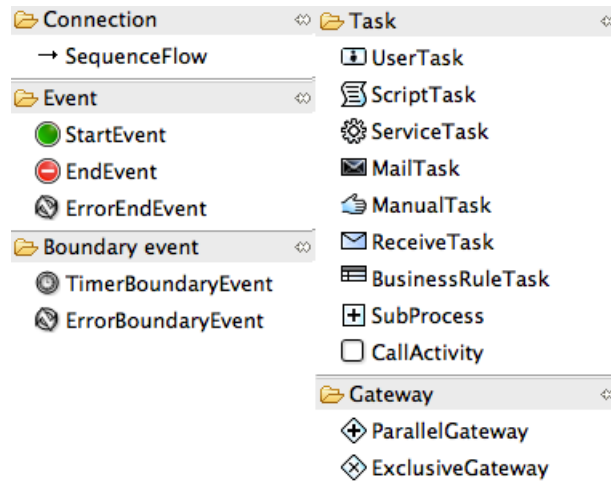 Connection
SequenceFlow
Event
StartEvent
EndEvent
ErrorEndEvent
Boundary event
TimerBoundaryEvent
ErrorBoundaryEvent
Task
UserTask
ScriptTask
ServiceTask
MailTask
ManualTask
ReceiveTask
BusinessRuleTask
SubProcess
CallActivity
Gateway
ParallelGateway
ExclusiveGateway